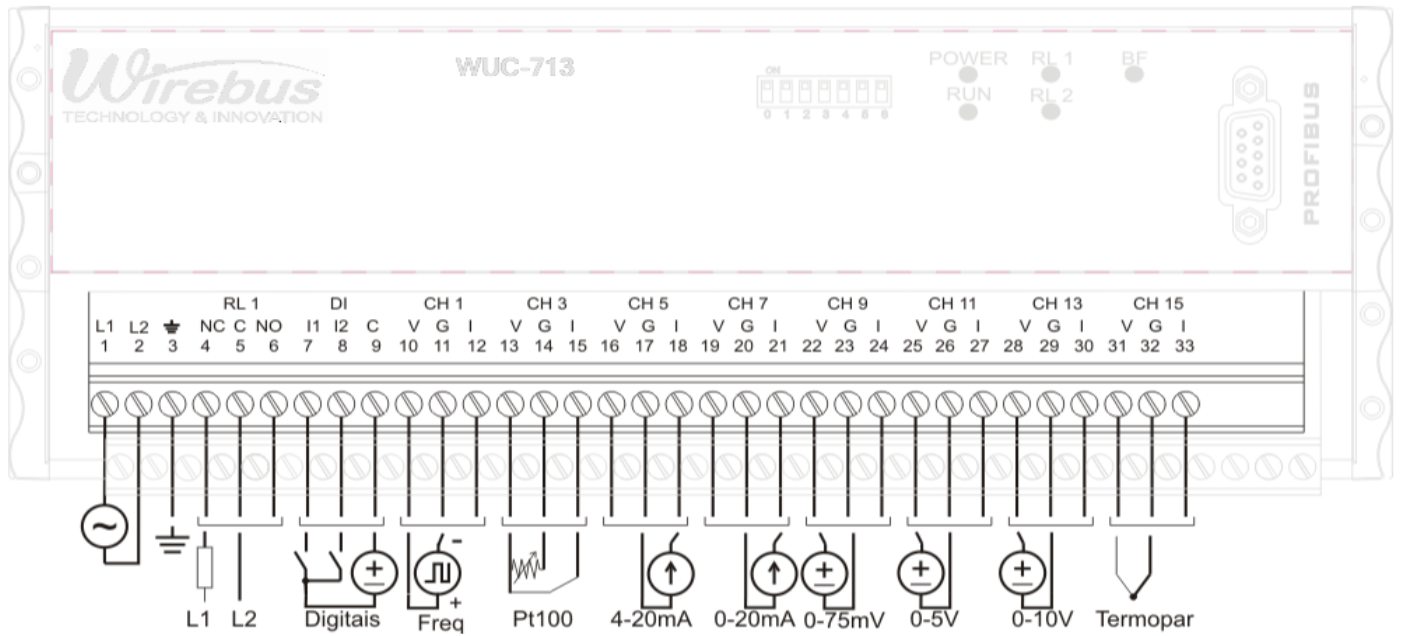 Wirebus
TECHNOLOGY & INNOVATION
WUC-713
ON
0 1 2 3 4 5 6
POWER RL 1 BF
RUN RL 2
PROFIBUS
RL 1 DI CH 1 CH 3 CH 5 CH 7 CH 9 CH 11 CH 13 CH 15
L1 L2 NC C NO I1 I2 C V G I V G I V G I V G I V G I V G I V G I V G I
1 2 3 4 5 6 7 8 9 10 11 12 13 14 15 16 17 18 19 20 21 22 23 24 25 26 27 28 29 30 31 32 33
L1 L2 Digitais Freq Pt100 4-20mA 0-20mA 0-75mV 0-5V 0-10V Termopar